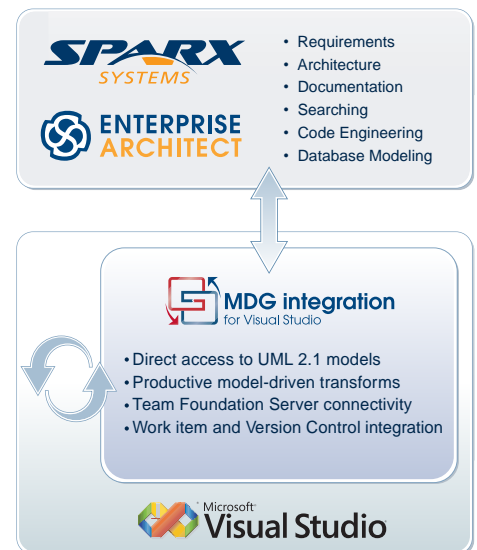 SPARX
SYSTEMS
ENTERPRISE
ARCHITECT
• Requirements
• Architecture
• Documentation
• Searching
• Code Engineering
• Database Modeling
MDG integration
for Visual Studio
• Direct access to UML 2.1 models
• Productive model-driven transforms
• Team Foundation Server connectivity
• Work item and Version Control integration
Microsoft®
Visual Studio